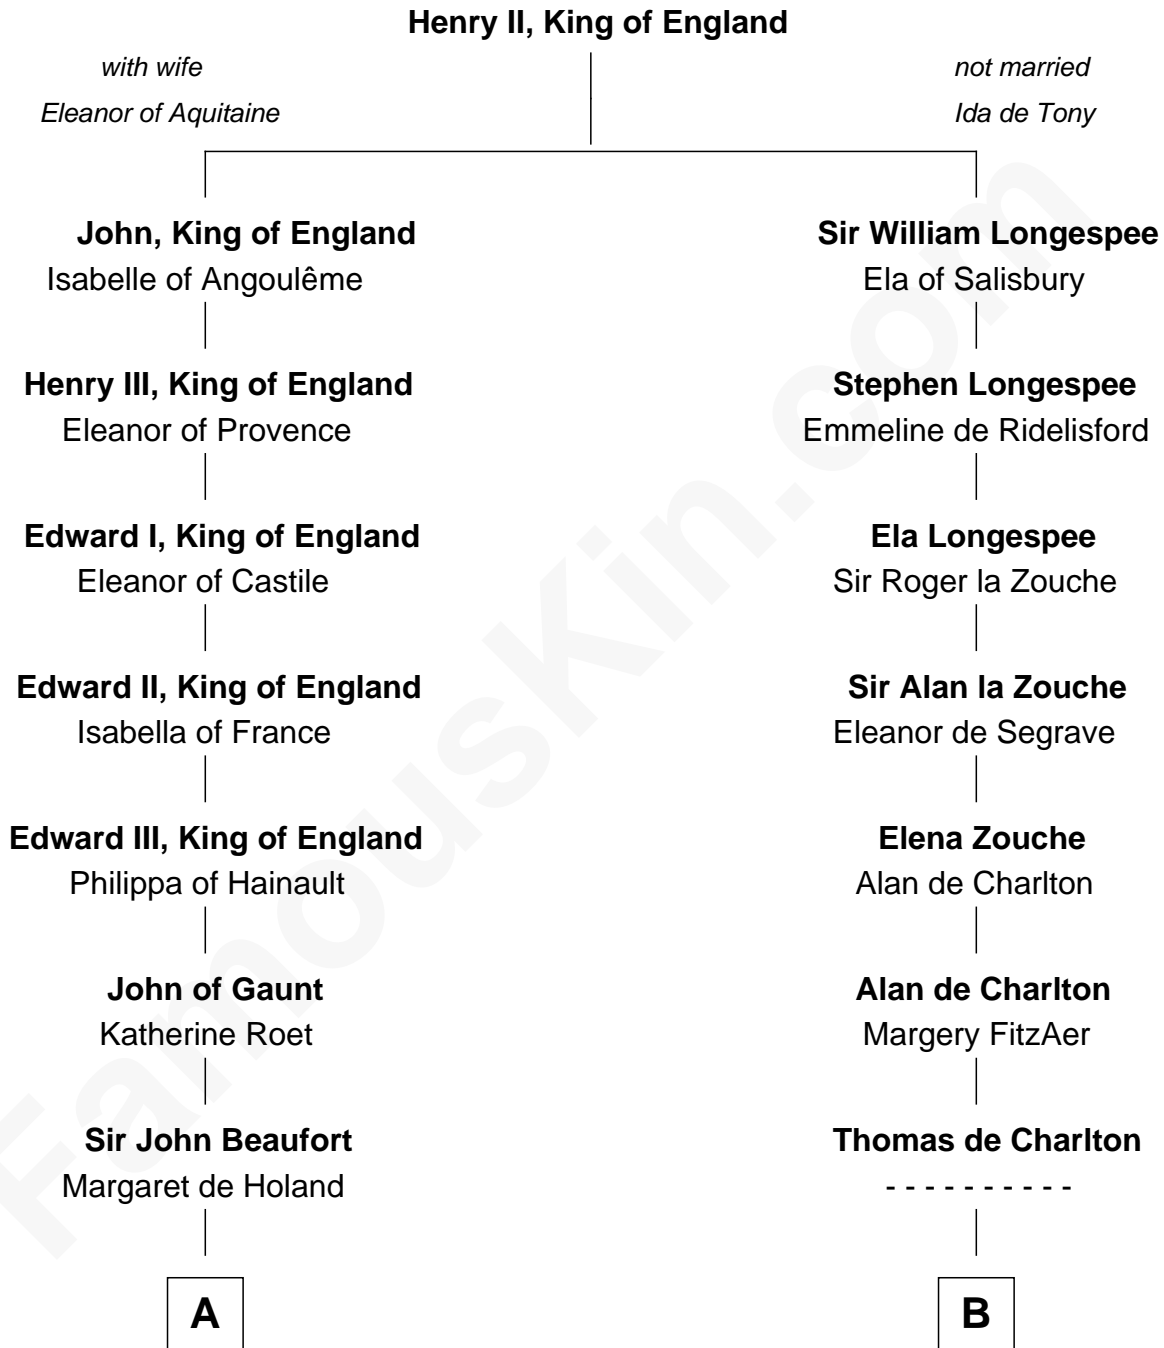 Henry II, King of England
with wife
Eleanor of Aquitaine
not married
Ida de Tony
John, King of England
Isabelle of Angoulême
Sir William Longespee
Ela of Salisbury
Henry III, King of England
Eleanor of Provence
Stephen Longespee
Emmeline de Ridelisford
Edward I, King of England
Eleanor of Castile
Ela Longespee
Sir Roger la Zouche
Edward II, King of England
Isabella of France
Sir Alan la Zouche
Eleanor de Segrave
Edward III, King of England
Philippa of Hainault
Elena Zouche
Alan de Charlton
John of Gaunt
Katherine Roet
Alan de Charlton
Margery FitzAer
Sir John Beaufort
Margaret de Holand
Thomas de Charlton
- - - - - - - - - -
A
B
FamousKin.com